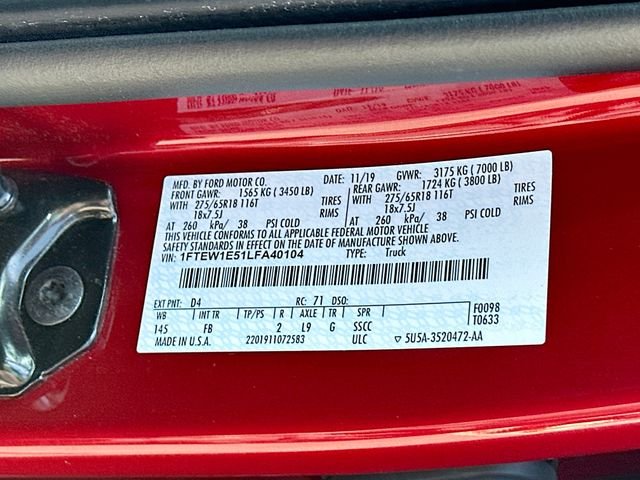 MFD. BY FORD MOTOR CO. DATE: 11/19 GVWR: 3175 KG ( 7000 LB)
FRONT GAWR: 1565 KG ( 3450 LB) REAR GAWR: 1724 KG ( 3800 LB)
WITH 275/65R18 116T TIRES WITH 275/65R18 116T TIRES
18x7.5J RIMS 18x7.5J RIMS
AT 260 kPa/ 38 PSI COLD AT 260 kPa/ 38 PSI COLD
THIS VEHICLE CONFORMS TO ALL APPLICABLE FEDERAL MOTOR VEHICLE
SAFETY STANDARDS IN EFFECT ON THE DATE OF MANUFACTURE SHOWN ABOVE.
VIN: 1FTEW1E51LFA40104 TYPE: Truck
EXT PNT: D4 RC: 71 DSO:
WB INT TR TP/PS R AXLE TR SPR F0098
145 FB 2 L9 G SSCC T0633
MADE IN U.S.A. 2201911072583 ULC ▽ 5U5A-3520472-AA